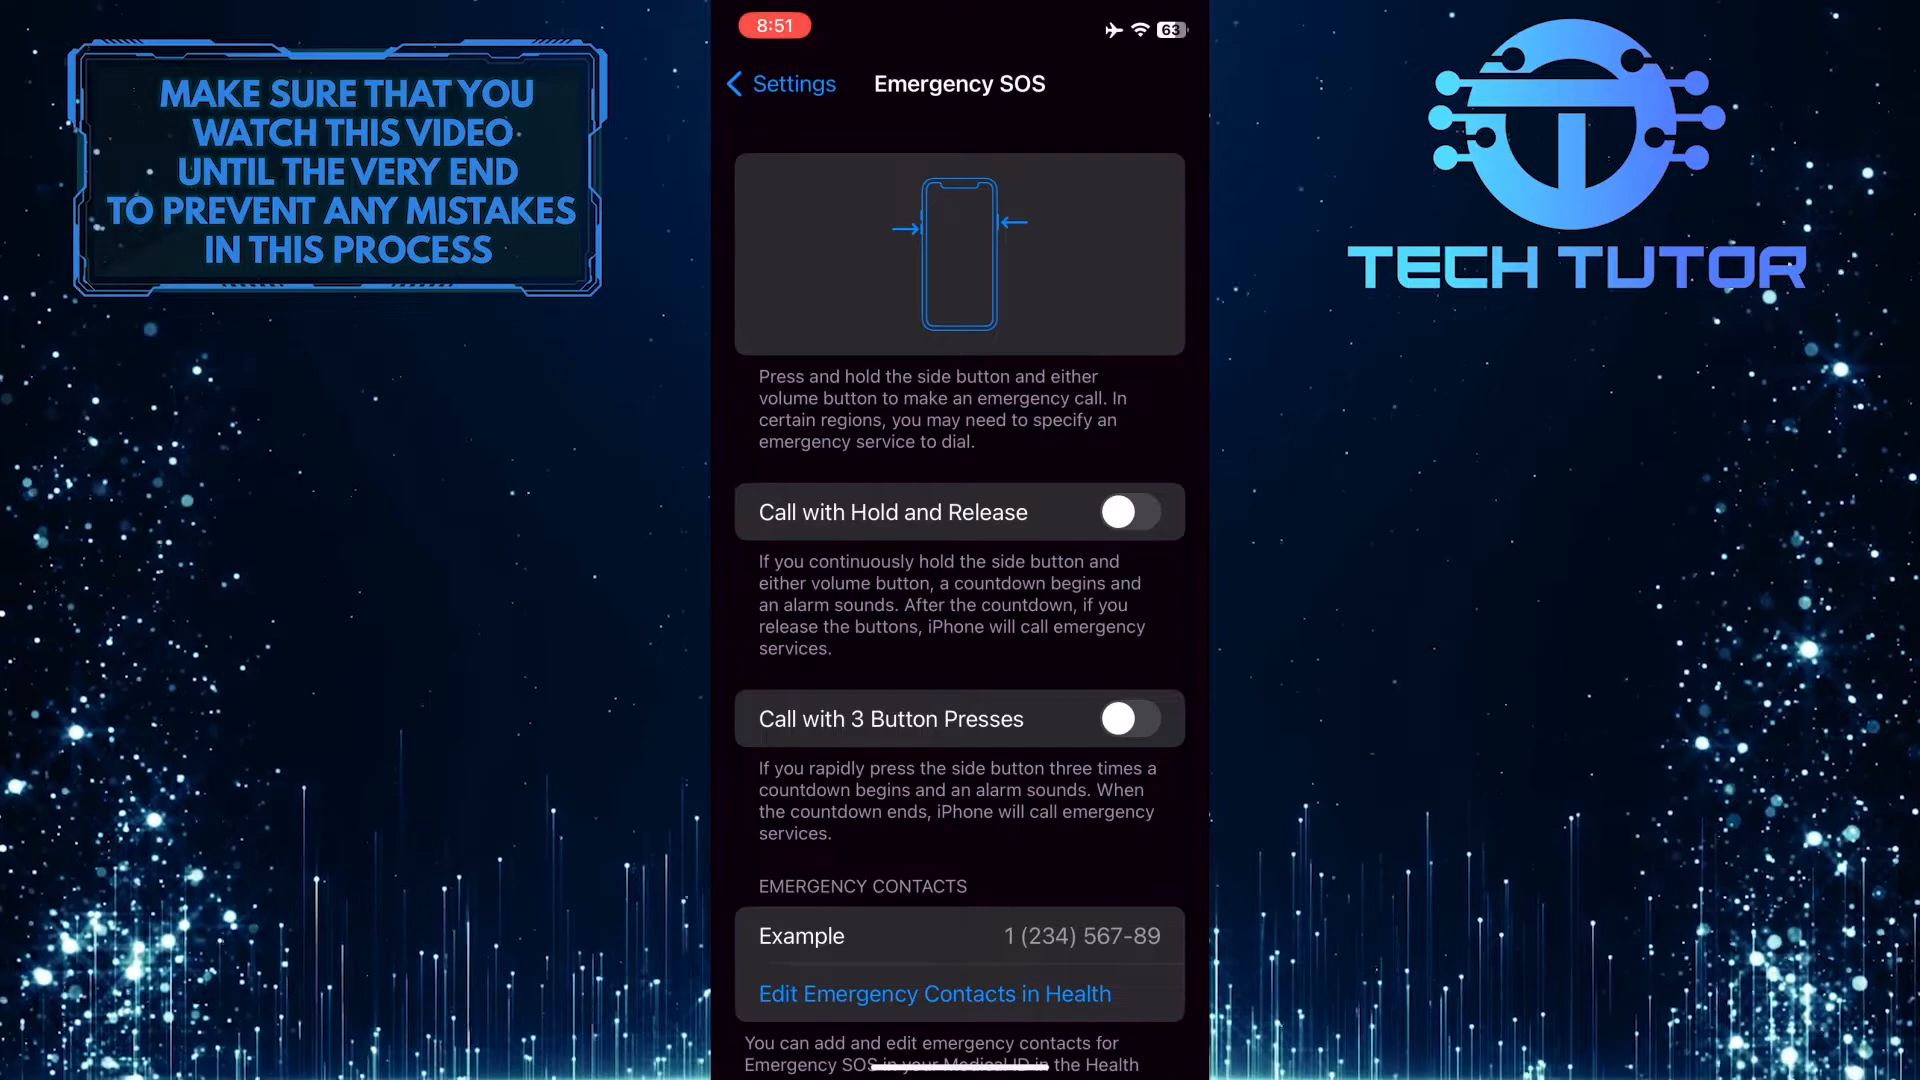 MAKE SURE THAT YOU
WATCH THIS VIDEO
UNTIL THE VERY END
TO PREVENT ANY MISTAKES
IN THIS PROCESS
8:51
63
Settings
Emergency SOS
Press and hold the side button and either
volume button to make an emergency call. In
certain regions, you may need to specify an
emergency service to dial.
Call with Hold and Release
If you continuously hold the side button and
either volume button, a countdown begins and
an alarm sounds. After the countdown, if you
release the buttons, iPhone will call emergency
services.
Call with 3 Button Presses
If you rapidly press the side button three times a
countdown begins and an alarm sounds. When
the countdown ends, iPhone will call emergency
services.
EMERGENCY CONTACTS
Example 1 (234) 567-89
Edit Emergency Contacts in Health
You can add and edit emergency contacts for
Emergency SOS in your Medical ID in the Health
TECH TUTOR